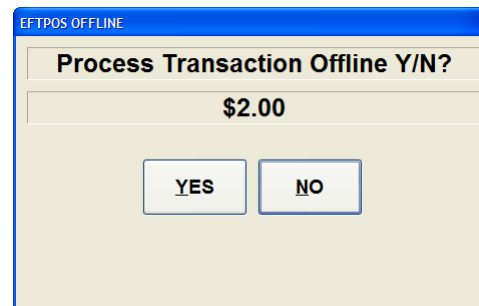 EFTPOS OFFLINE
Process Transaction Offline Y/N?
$2.00
YES NO